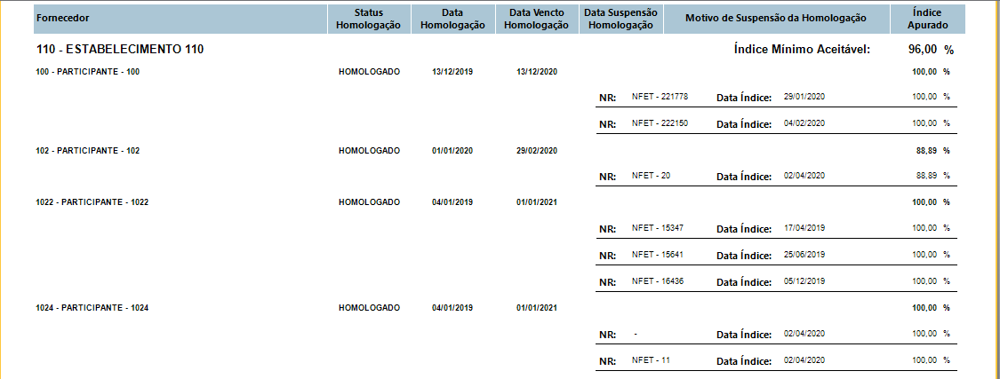 Fornecedor Status Homologação Data Homologação Data Vencto Homologação Data Suspensão Homologação Motivo de Suspensão da Homologação Índice Apurado
110 - ESTABELECIMENTO 110 Índice Mínimo Aceitável: 96,00 %
100 - PARTICIPANTE - 100 HOMOLOGADO 13/12/2019 13/12/2020 100,00 %
NR: NFET - 221778 Data Índice: 29/01/2020 100,00 %
NR: NFET - 222150 Data Índice: 04/02/2020 100,00 %
102 - PARTICIPANTE - 102 HOMOLOGADO 01/01/2020 29/02/2020 88,89 %
NR: NFET - 20 Data Índice: 02/04/2020 88,89 %
1022 - PARTICIPANTE - 1022 HOMOLOGADO 04/01/2019 01/01/2021 100,00 %
NR: NFET - 15347 Data Índice: 17/04/2019 100,00 %
NR: NFET - 15641 Data Índice: 25/06/2019 100,00 %
NR: NFET - 16436 Data Índice: 05/12/2019 100,00 %
1024 - PARTICIPANTE - 1024 HOMOLOGADO 04/01/2019 01/01/2021 100,00 %
NR: - Data Índice: 02/04/2020 100,00 %
NR: NFET - 11 Data Índice: 02/04/2020 100,00 %